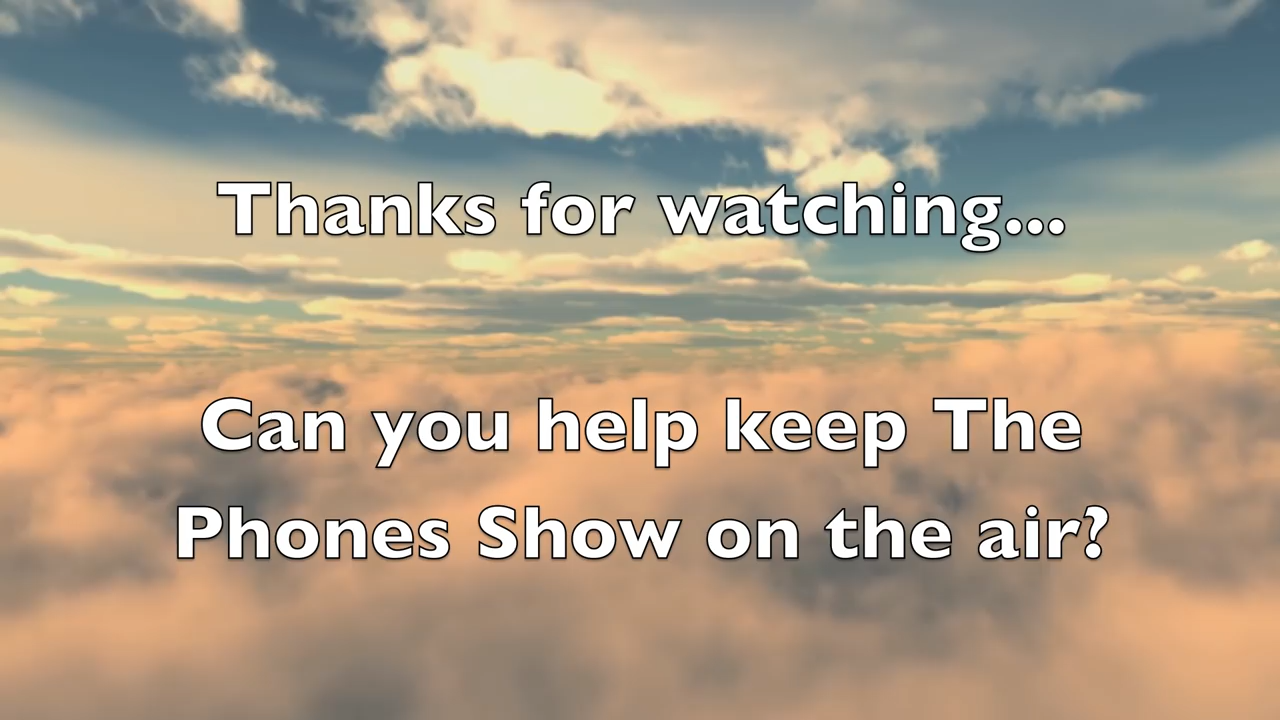 Thanks for watching...
Can you help keep The
Phones Show on the air?